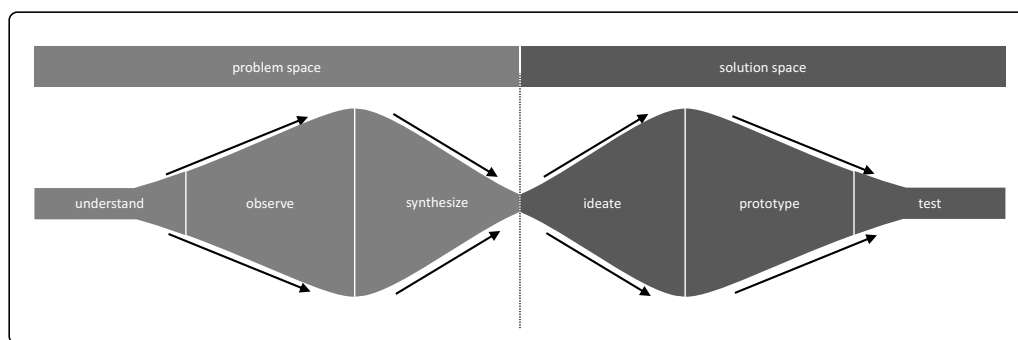 problem space
solution space
understand
observe
synthesize
ideate
prototype
test